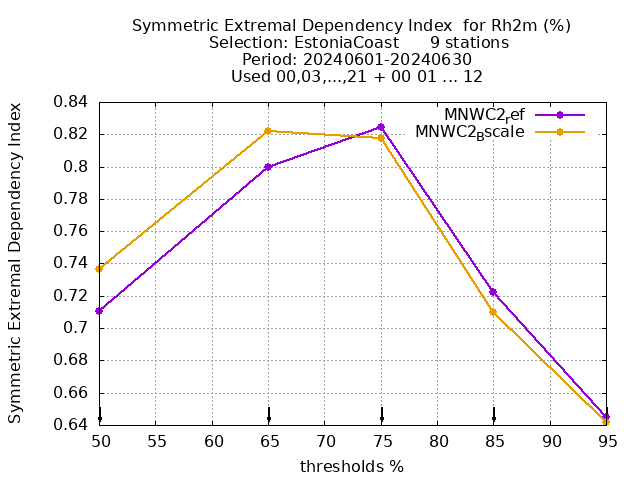 Symmetric Extremal Dependency Index  for Rh2m (%)
Selection: EstoniaCoast      9 stations
Period: 20240601-20240630
Used 00,03,...,21 + 00 01 ... 12
MNWC2_ref
MNWC2_Bscale
Symmetric Extremal Dependency Index
0.84
0.82
0.8
0.78
0.76
0.74
0.72
0.7
0.68
0.66
0.64
50 55 60 65 70 75 80 85 90 95
thresholds %